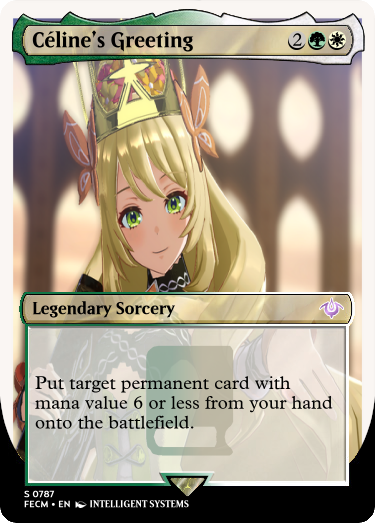 Céline's Greeting 2
Legendary Sorcery
Put target permanent card with
mana value 6 or less from your hand
onto the battlefield.
S 0787
FECM • EN INTELLIGENT SYSTEMS